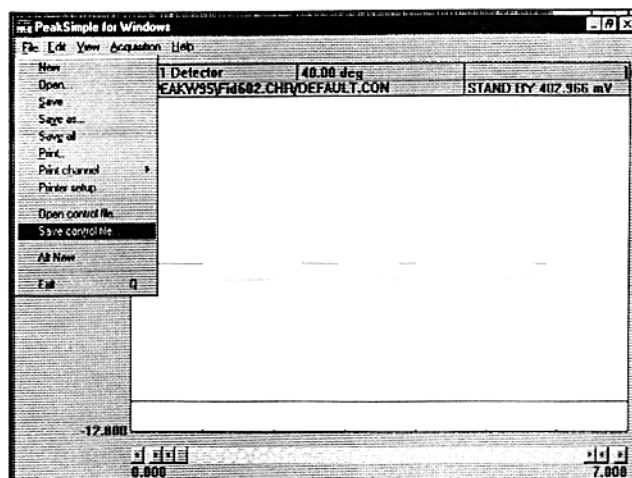 PeakSimple for Windows
File Edit View Acquisition Help
New
Open...
Save
Save as...
Save all
Print...
Print channel
Printer setup...
Open control file...
Save control file...
All New
Exit Q
1 Detector 40.00 deg
PEAKW95\Fid602.CHR/DEFAULT.CON STAND BY 402.966 mV
-12.800
0.000 7.008